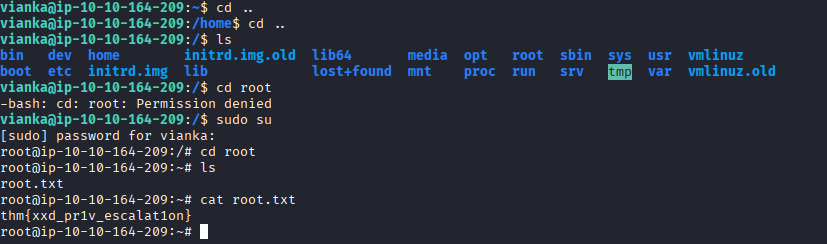 vianka@ip-10-10-164-209:~$ cd ..
vianka@ip-10-10-164-209:/home$ cd ..
vianka@ip-10-10-164-209:/$ ls
bin   dev  home        initrd.img.old  lib64       media  opt   root  sbin  sys  usr  vmlinuz
boot  etc  initrd.img  lib             lost+found  mnt    proc  run   srv   tmp  var  vmlinuz.old
vianka@ip-10-10-164-209:/$ cd root
-bash: cd: root: Permission denied
vianka@ip-10-10-164-209:/$ sudo su
[sudo] password for vianka:
root@ip-10-10-164-209:/# cd root
root@ip-10-10-164-209:~# ls
root.txt
root@ip-10-10-164-209:~# cat root.txt
thm{xxd_pr1v_escalat1on}
root@ip-10-10-164-209:~#